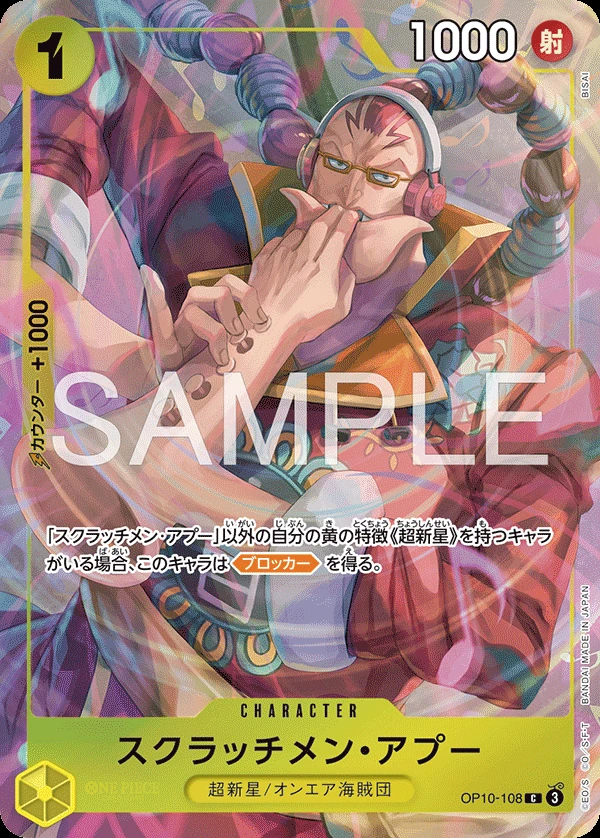 1
1000
射
BISAI
カウンター +1000
SAMPLE
「スクラッチメン・アプー」以外の自分の黄の特徴《超新星》を持つキャラ
がいる場合、このキャラは ブロッカー を得る。
CHARACTER
スクラッチメン・アプー
超新星/オンエア海賊団
ONE PIECE
OP10-108 C 3
©E.O/S. ©O/S.F.T BANDAI MADE IN JAPAN